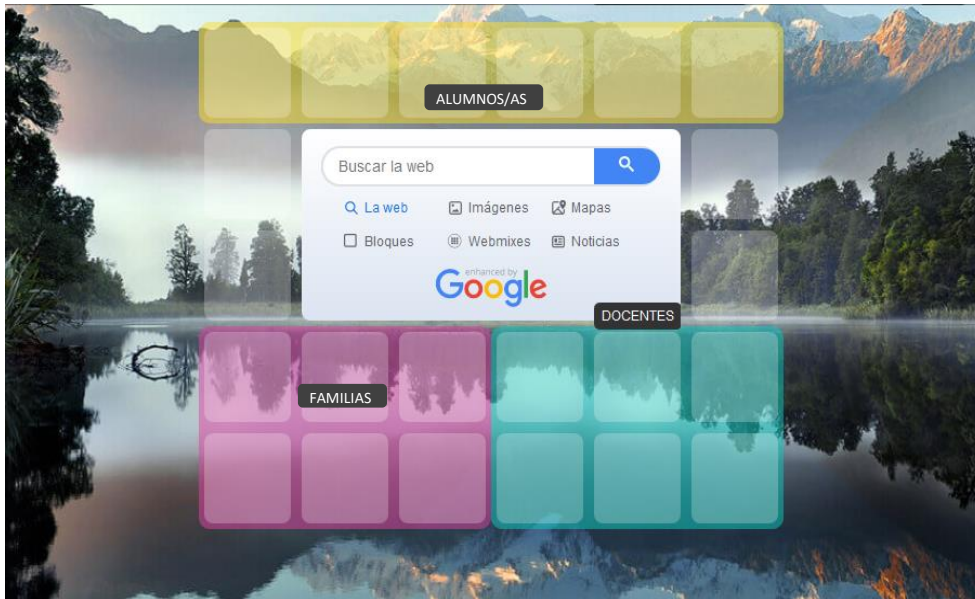 ALUMNOS/AS
Buscar la web
La web Imágenes Mapas
Bloques Webmixes Noticias
enhanced by
Google
DOCENTES
FAMILIAS